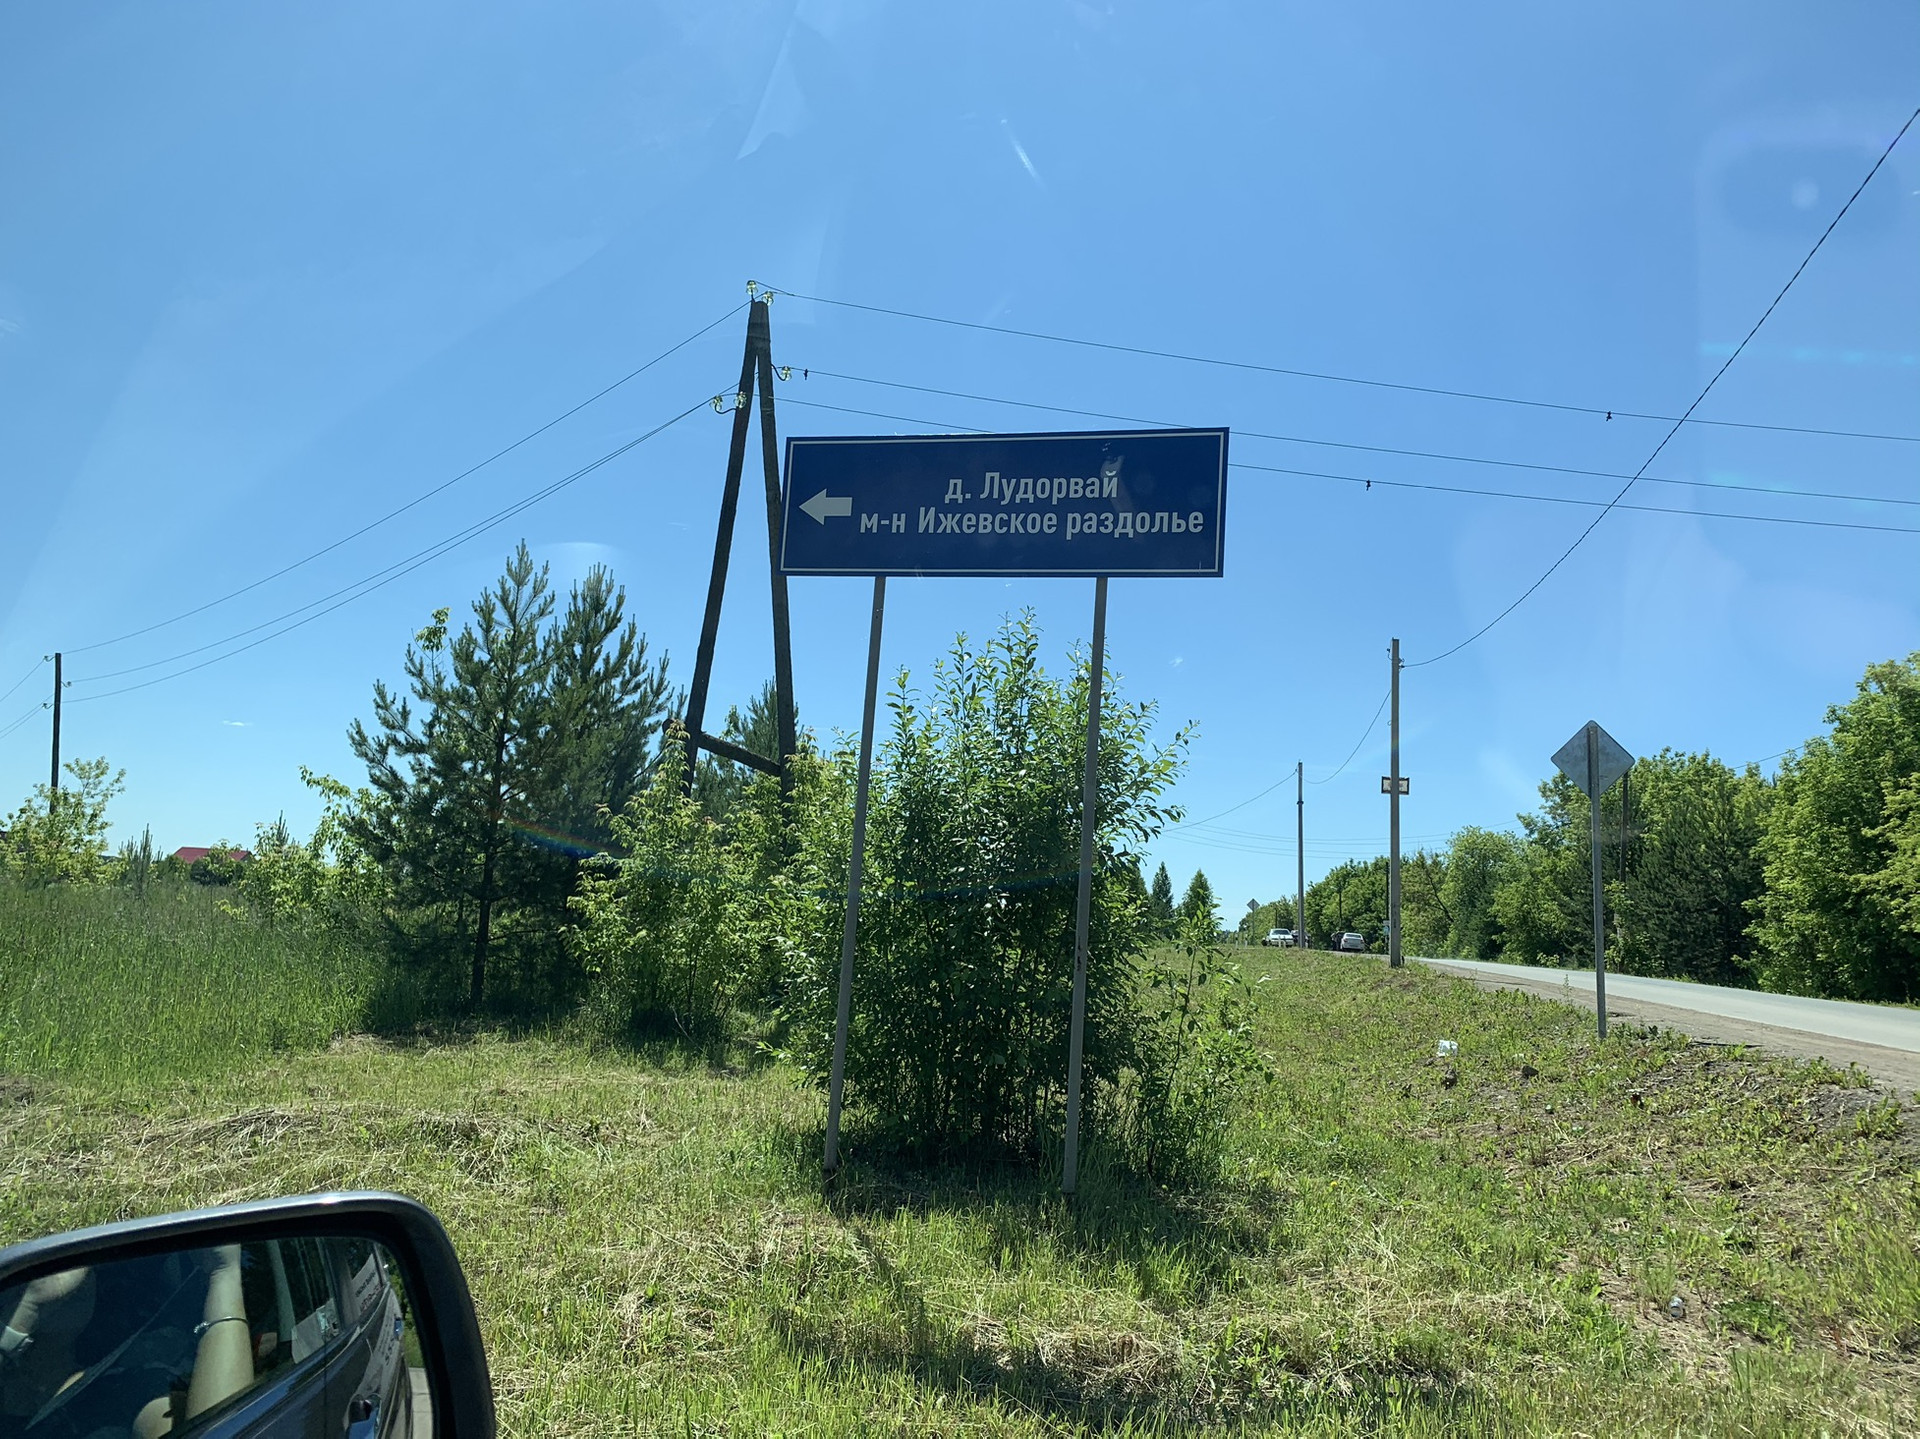 д. Лудорвай
м-н Ижевское раздолье